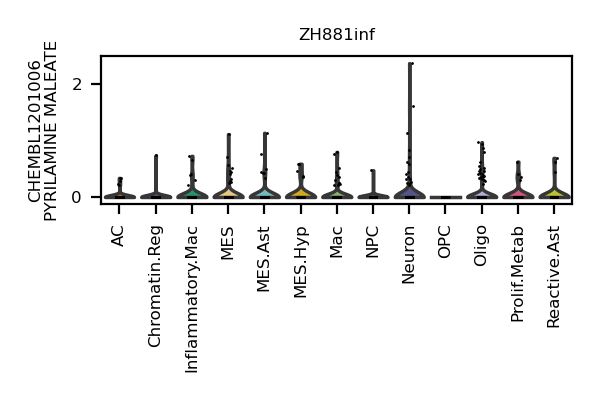 ZH881inf
CHEMBL1201006
PYRILAMINE MALEATE
2
0
AC
Chromatin.Reg
Inflammatory.Mac
MES
MES.Ast
MES.Hyp
Mac
NPC
Neuron
OPC
Oligo
Prolif.Metab
Reactive.Ast